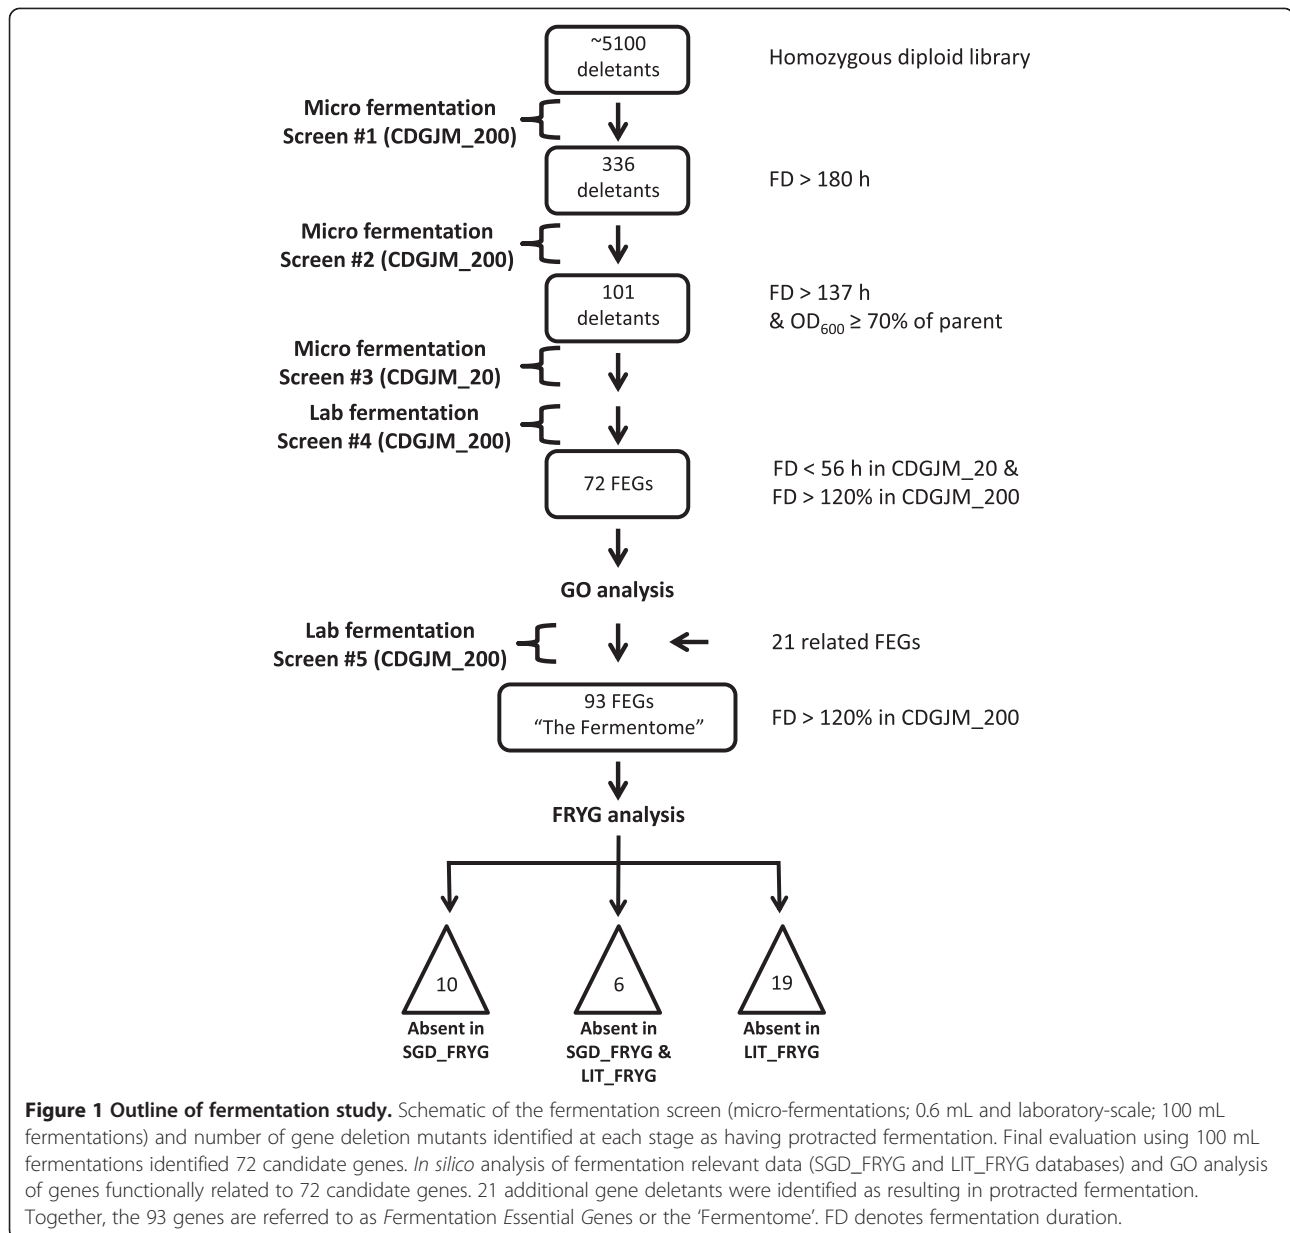 ~5100
deletants
Homozygous diploid library
Micro fermentation
Screen #1 (CDGJM_200)
336
deletants
FD > 180 h
Micro fermentation
Screen #2 (CDGJM_200)
101
deletants
FD > 137 h
& OD600 ≥ 70% of parent
Micro fermentation
Screen #3 (CDGJM_20)
Lab fermentation
Screen #4 (CDGJM_200)
72 FEGs
FD < 56 h in CDGJM_20 &
FD > 120% in CDGJM_200
GO analysis
Lab fermentation
Screen #5 (CDGJM_200)
21 related FEGs
93 FEGs
“The Fermentome”
FD > 120% in CDGJM_200
FRYG analysis
10
Absent in
SGD_FRYG
6
Absent in
SGD_FRYG &
LIT_FRYG
19
Absent in
LIT_FRYG
Figure 1 Outline of fermentation study. Schematic of the fermentation screen (micro-fermentations; 0.6 mL and laboratory-scale; 100 mL
fermentations) and number of gene deletion mutants identified at each stage as having protracted fermentation. Final evaluation using 100 mL
fermentations identified 72 candidate genes. In silico analysis of fermentation relevant data (SGD_FRYG and LIT_FRYG databases) and GO analysis
of genes functionally related to 72 candidate genes. 21 additional gene deletants were identified as resulting in protracted fermentation.
Together, the 93 genes are referred to as Fermentation Essential Genes or the ‘Fermentome’. FD denotes fermentation duration.